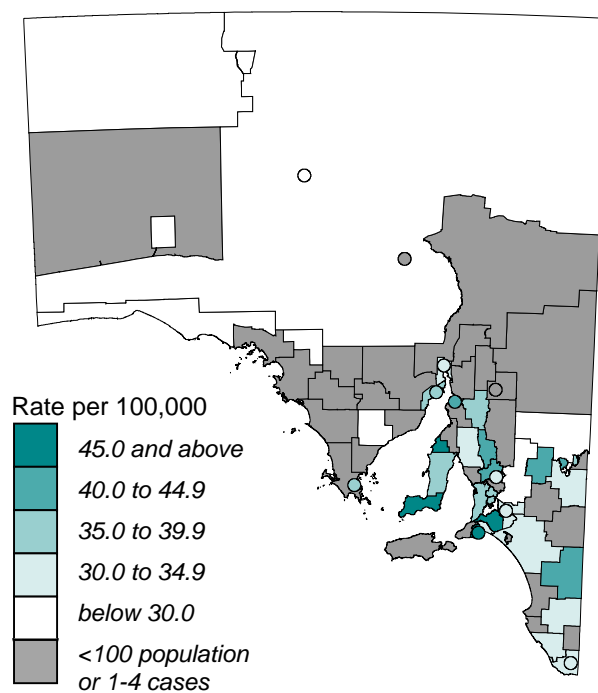 Rate per 100,000
45.0 and above
40.0 to 44.9
35.0 to 39.9
30.0 to 34.9
below 30.0
<100 population
or 1-4 cases